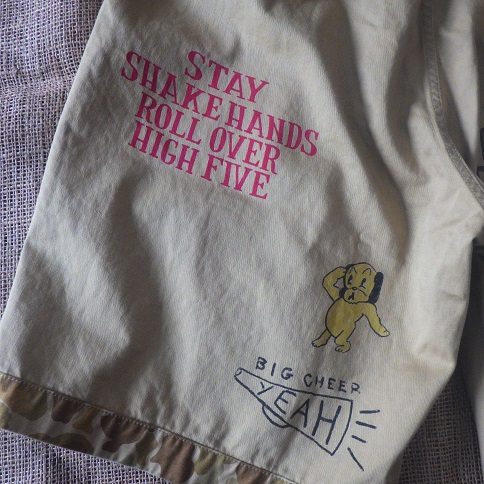 STAY
SHAKE HANDS
ROLL OVER
HIGH FIVE
BIG CHEER
YEAH